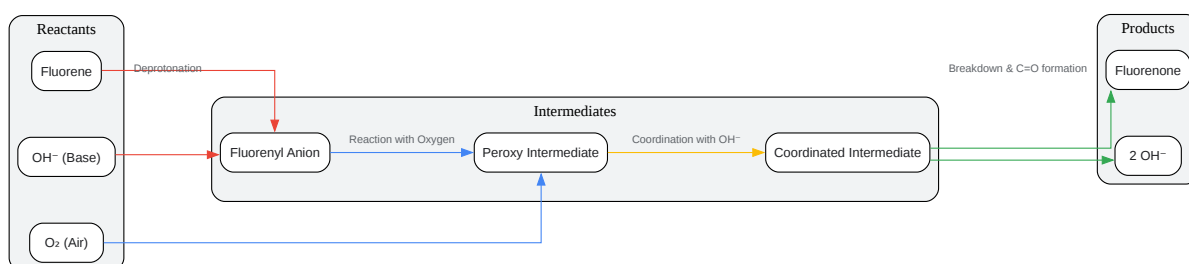 Reactants
Products
Fluorene
Deprotonation
Breakdown & C=O formation
Fluorenone
Intermediates
OH⁻ (Base)
Fluorenyl Anion
Reaction with Oxygen
Peroxy Intermediate
Coordination with OH⁻
Coordinated Intermediate
2 OH⁻
O₂ (Air)